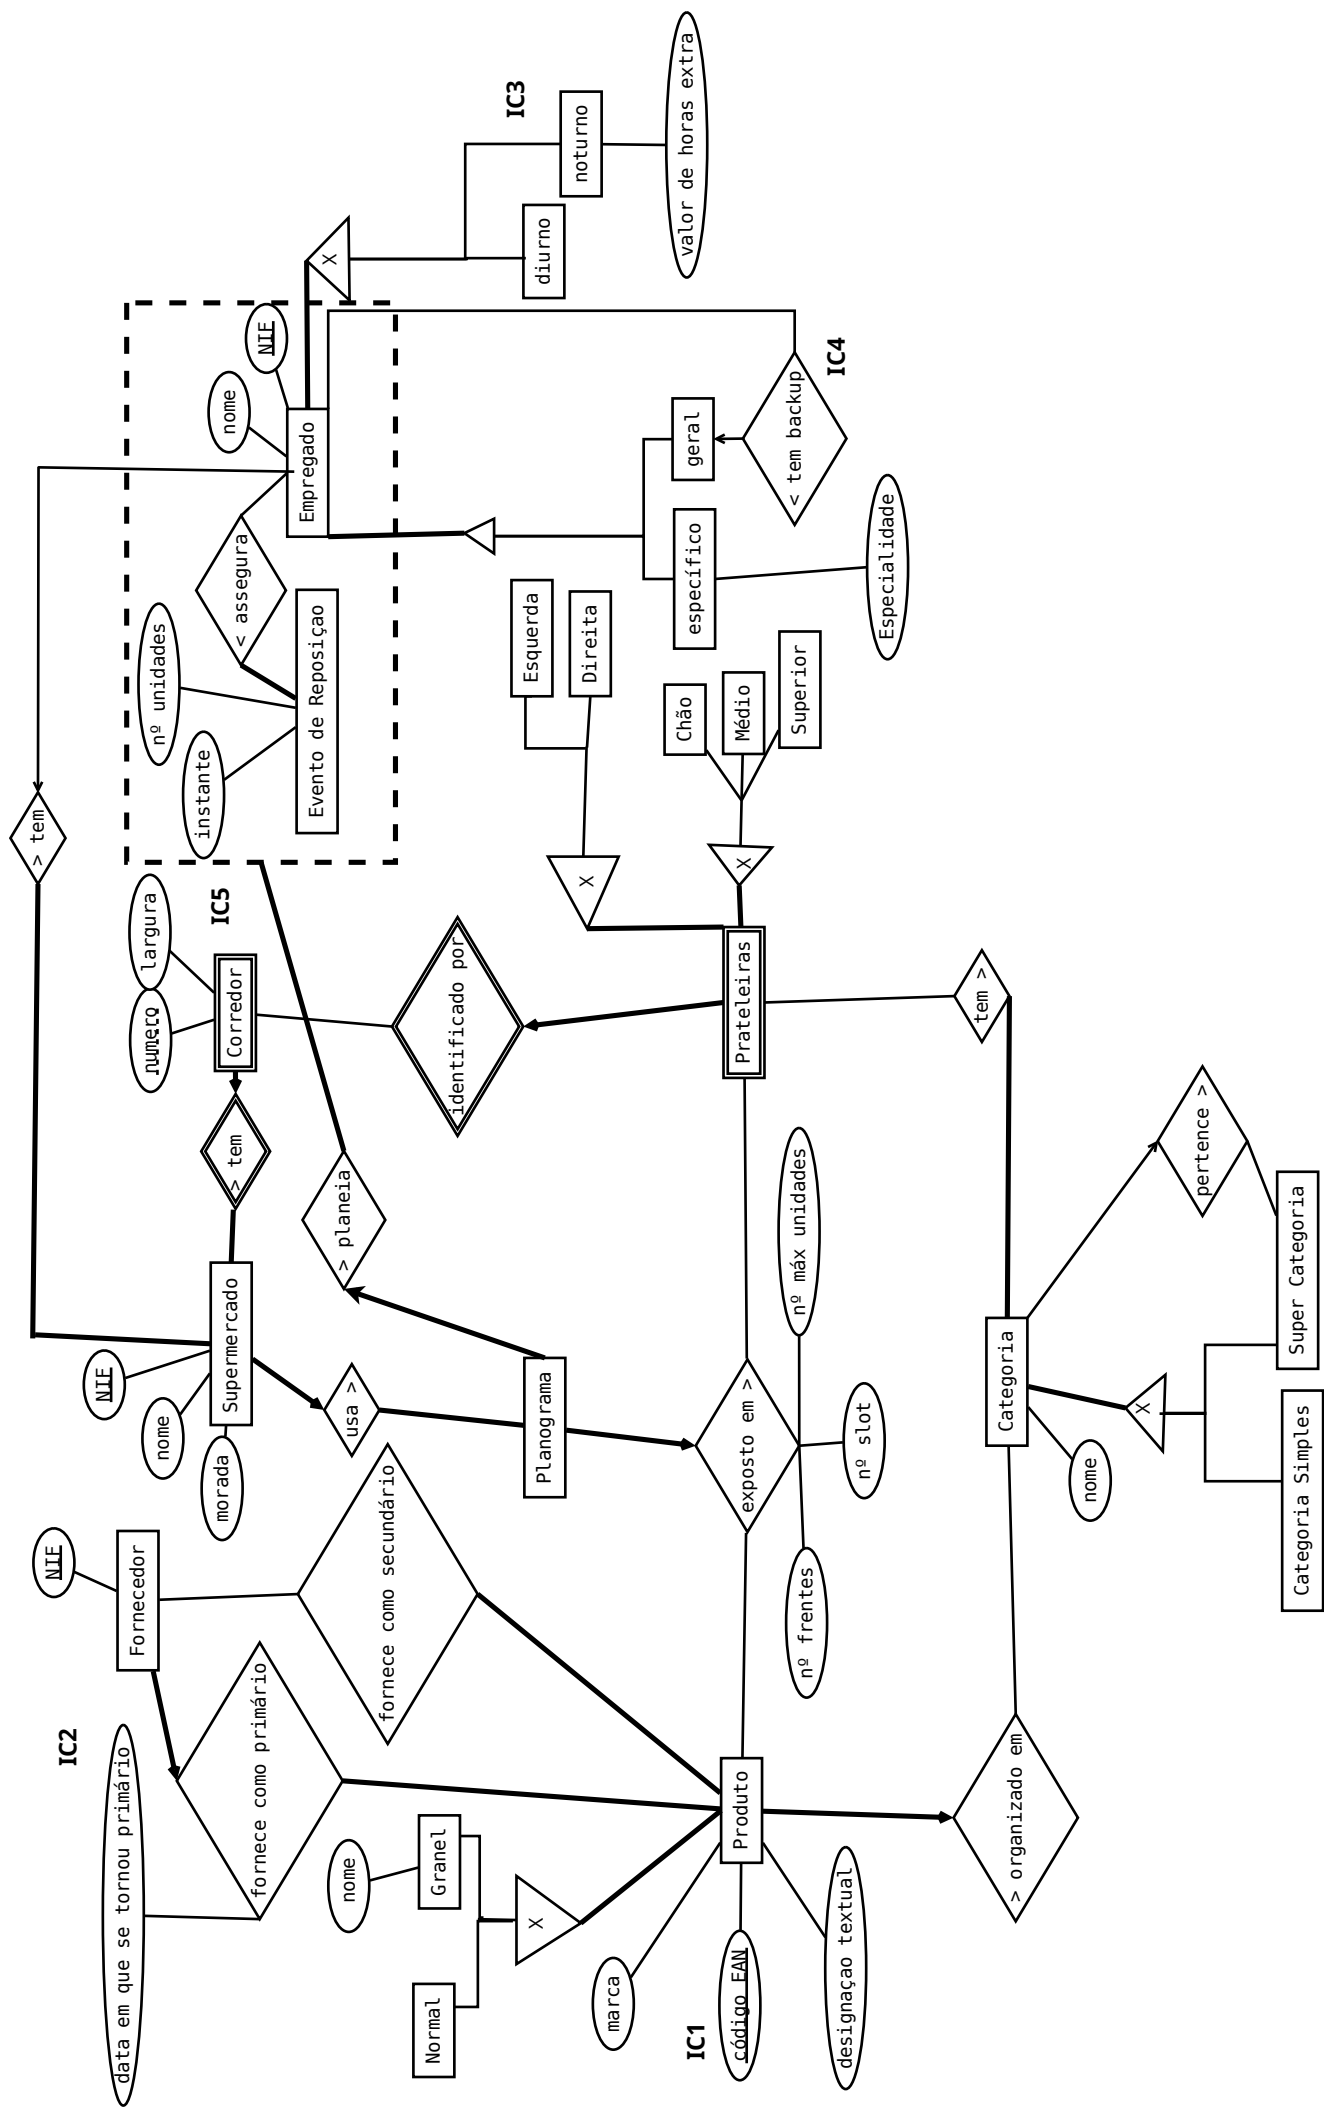 IC2
data em que se tornou primário
fornece como primário
Fornecedor
NIF
fornece como secundário
nome
Granel
Normal
X
marca
IC1
código EAN
designaçao textual
Produto
> organizado em
nº frentes
nº slot
nº máx unidades
exposto em >
Planograma
usa >
morada
nome
NIF
Supermercado
> tem
> planeia
Corredor
numero
largura
IC5
> tem
identificado por
Prateleiras
tem >
Categoria
nome
X
Categoria Simples
Super Categoria
pertence >
X
Esquerda
Direita
X
Chão
Médio
Superior
instante
nº unidades
Evento de Reposiçao
< assegura
Empregado
nome
NIF
específico
Especialidade
geral
< tem backup
IC4
X
diurno
noturno
IC3
valor de horas extra